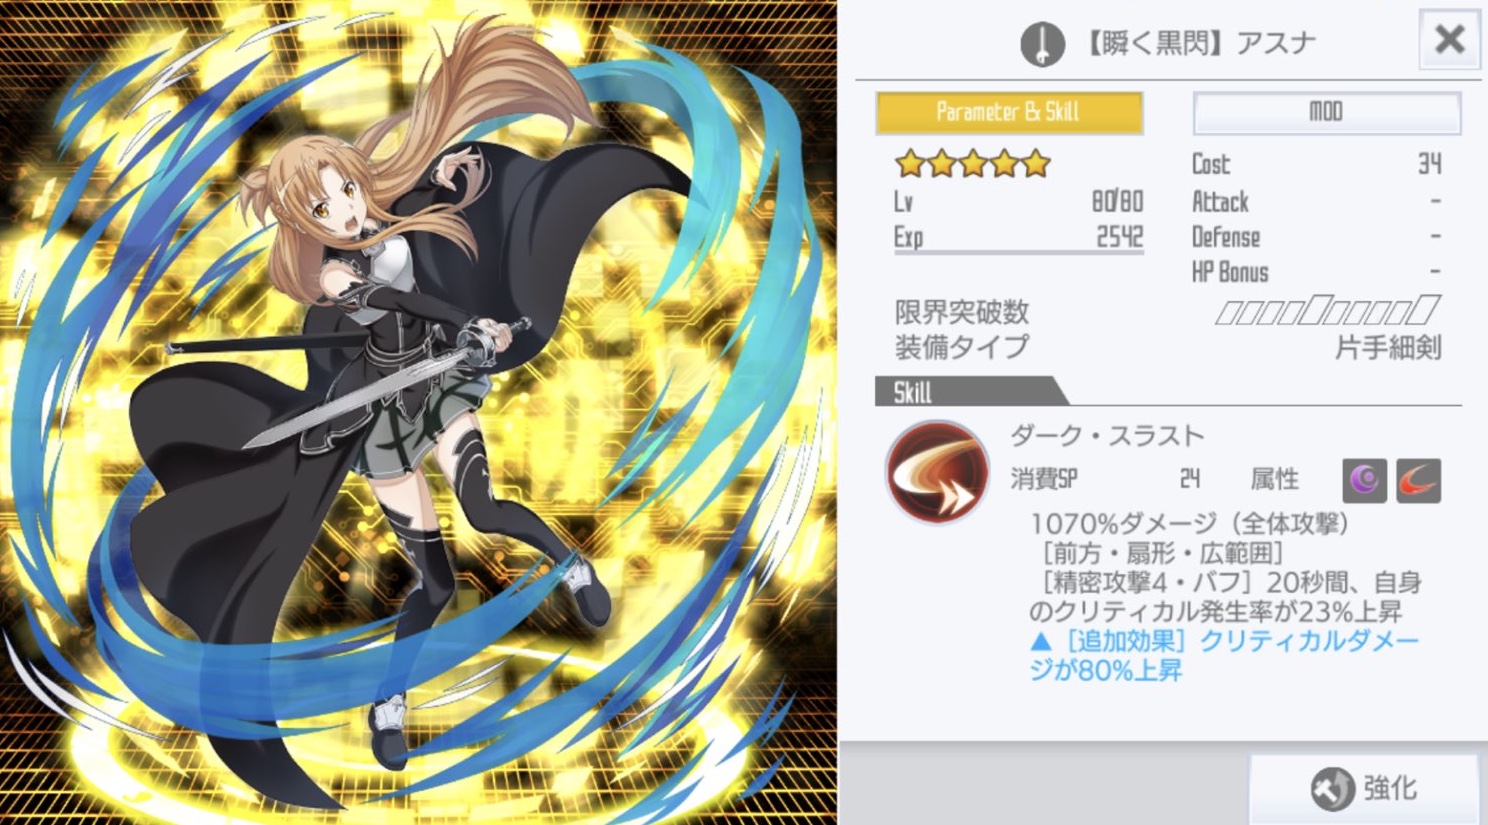 【瞬く黒閃】アスナ
Parameter & Skill
MOD
Lv 80/80
Exp 2542
Cost 34
Attack -
Defense -
HP Bonus -
限界突破数
装備タイプ 片手細剣
Skill
ダーク・スラスト
消費SP 24 属性
1070%ダメージ（全体攻撃）
［前方・扇形・広範囲］
［精密攻撃4・バフ］20秒間、自身
のクリティカル発生率が23%上昇
▲［追加効果］クリティカルダメー
ジが80%上昇
強化